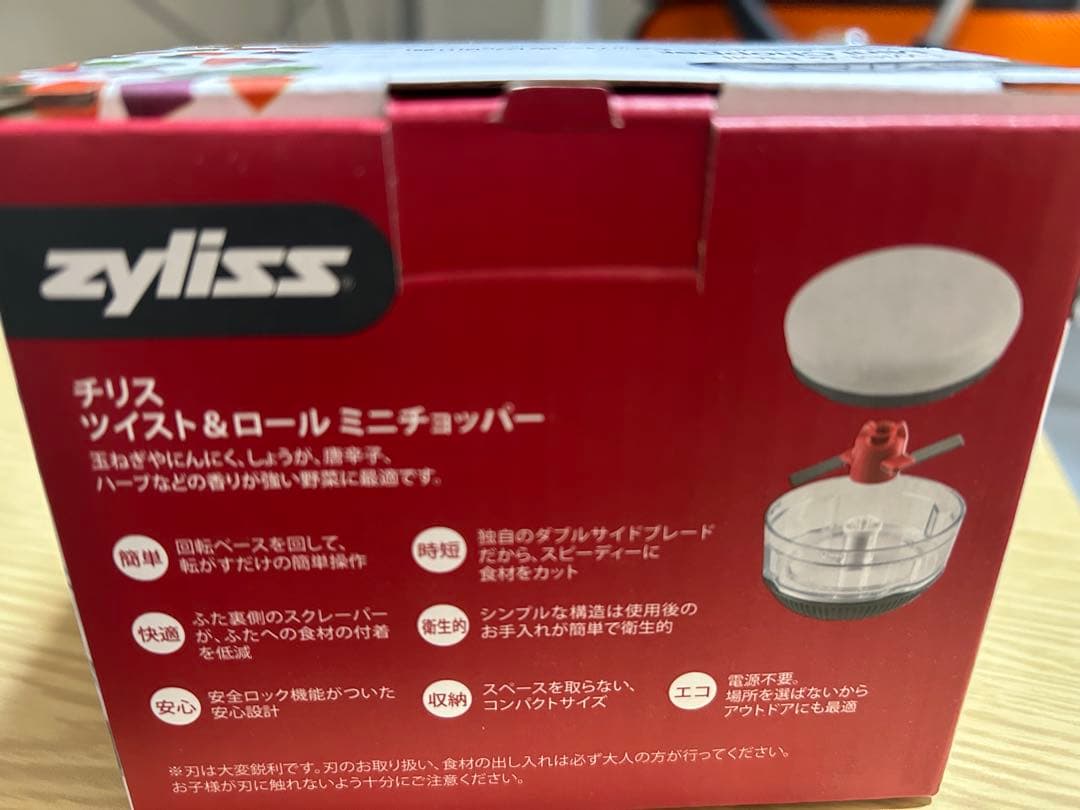 zyliss
チリス
ツイスト&ロール ミニチョッパー
玉ねぎやにんにく、しょうが、唐辛子、
ハーブなどの香りが強い野菜に最適です。
簡単
回転ベースを回して、
転がすだけの簡単操作
時短
独自のダブルサイドブレード
だから、スピーディーに
食材をカット
快適
ふた裏側のスクレーパー
が、ふたへの食材の付着
を低減
衛生的
シンプルな構造は使用後の
お手入れが簡単で衛生的
安心
安全ロック機能がついた
安心設計
収納
スペースを取らない、
コンパクトサイズ
エコ
電源不要。
場所を選ばないから
アウトドアにも最適
※刃は大変鋭利です。刃のお取り扱い、食材の出し入れは必ず大人の方が行ってください。
お子様が刃に触れないよう十分にご注意ください。